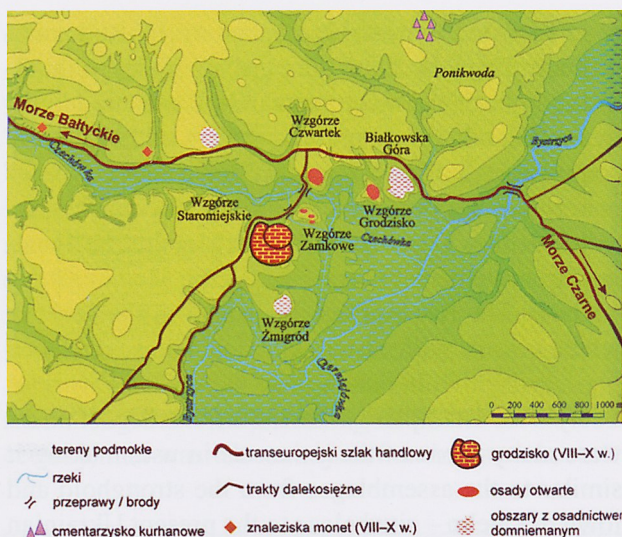 Ponikwoda
Morze Bałtyckie
Wzgórze
Czwartek
Białkowska
Góra
Bystrzyca
Czechówka
Wzgórze
Staromiejskie
Wzgórze
Grodzisko
Wzgórze
Zamkowe
Czechówka
Morze Czarne
Wzgórze
Żmigród
Bystrzyca
Czerniejówka
0 200 400 600 800 1000 m
tereny podmokłe
rzeki
przeprawy / brody
cmentarzysko kurhanowe
transeuropejski szlak handlowy
trakty dalekosiężne
znaleziska monet (VIII–X w.)
grodzisko (VIII–X w.)
osady otwarte
obszary z osadnictwem
domniemanym